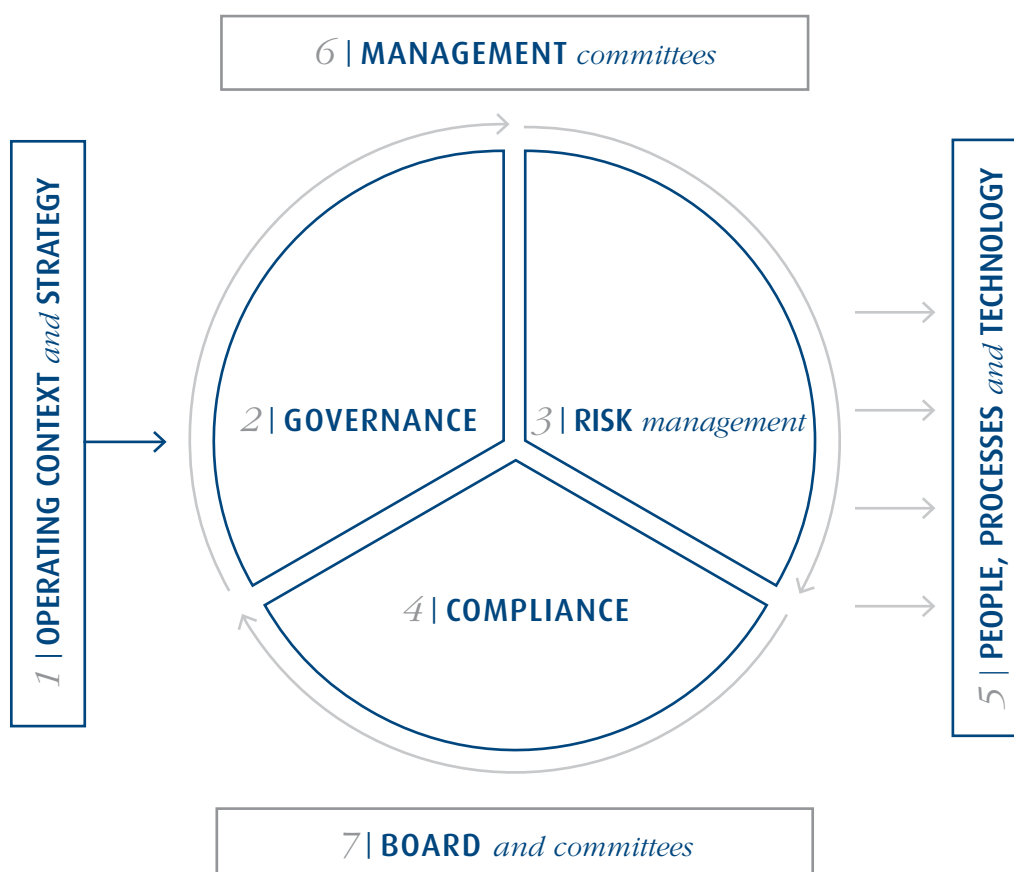 6 | MANAGEMENT committees
1 | OPERATING CONTEXT and STRATEGY
2 | GOVERNANCE
3 | RISK management
4 | COMPLIANCE
5 | PEOPLE, PROCESSES and TECHNOLOGY
7 | BOARD and committees